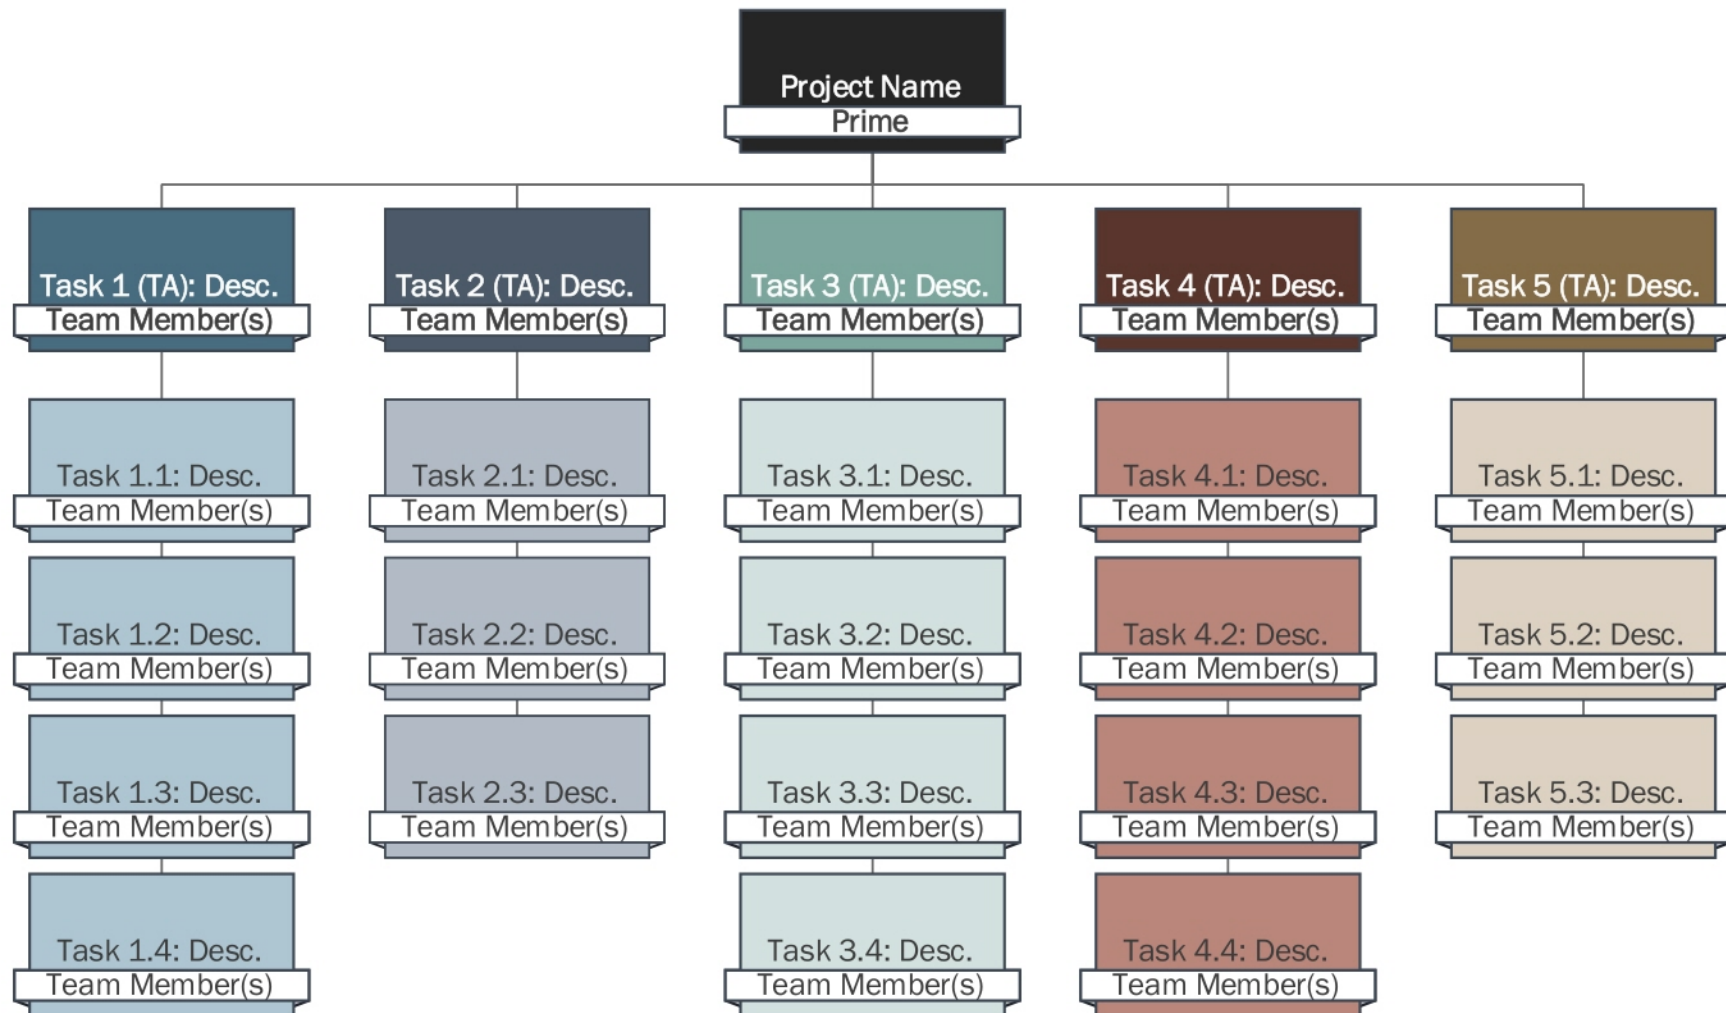 Project Name
Prime
Task 1 (TA): Desc.
Team Member(s)
Task 2 (TA): Desc.
Team Member(s)
Task 3 (TA): Desc.
Team Member(s)
Task 4 (TA): Desc.
Team Member(s)
Task 5 (TA): Desc.
Team Member(s)
Task 1.1: Desc.
Team Member(s)
Task 2.1: Desc.
Team Member(s)
Task 3.1: Desc.
Team Member(s)
Task 4.1: Desc.
Team Member(s)
Task 5.1: Desc.
Team Member(s)
Task 1.2: Desc.
Team Member(s)
Task 2.2: Desc.
Team Member(s)
Task 3.2: Desc.
Team Member(s)
Task 4.2: Desc.
Team Member(s)
Task 5.2: Desc.
Team Member(s)
Task 1.3: Desc.
Team Member(s)
Task 2.3: Desc.
Team Member(s)
Task 3.3: Desc.
Team Member(s)
Task 4.3: Desc.
Team Member(s)
Task 5.3: Desc.
Team Member(s)
Task 1.4: Desc.
Team Member(s)
Task 3.4: Desc.
Team Member(s)
Task 4.4: Desc.
Team Member(s)